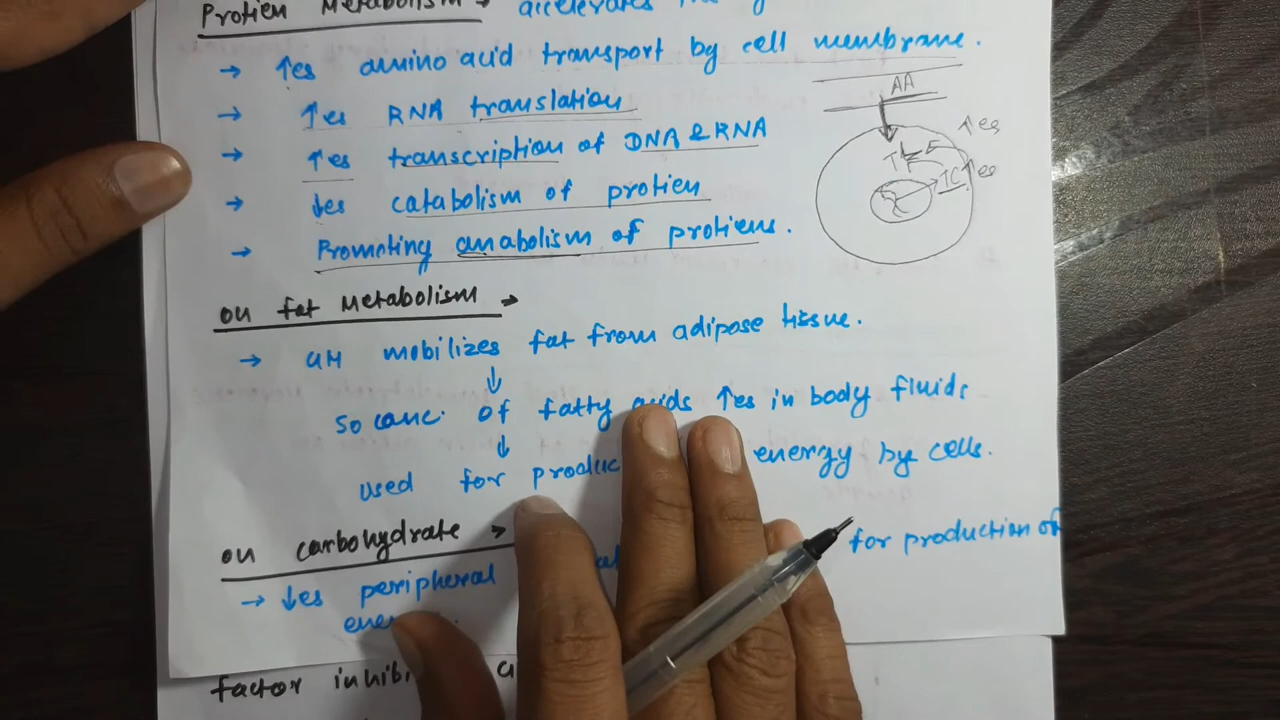 Protien Metabolism → accelerates
→ ↑es amino acid transport by cell membrane.
→ ↑es RNA translation
→ ↑es transcription of DNA & RNA
→ ↓es catabolism of protien
→ Promoting anabolism of protiens.
AA
↑es
↑es
on fat Metabolism →
→ GH mobilizes fat from adipose tissue.
↓
so conc. of fatty acids ↑es in body fluids
↓
used for produc energy by cells.
on carbohydrate →
→ ↓es peripheral for production of
factor inhibi